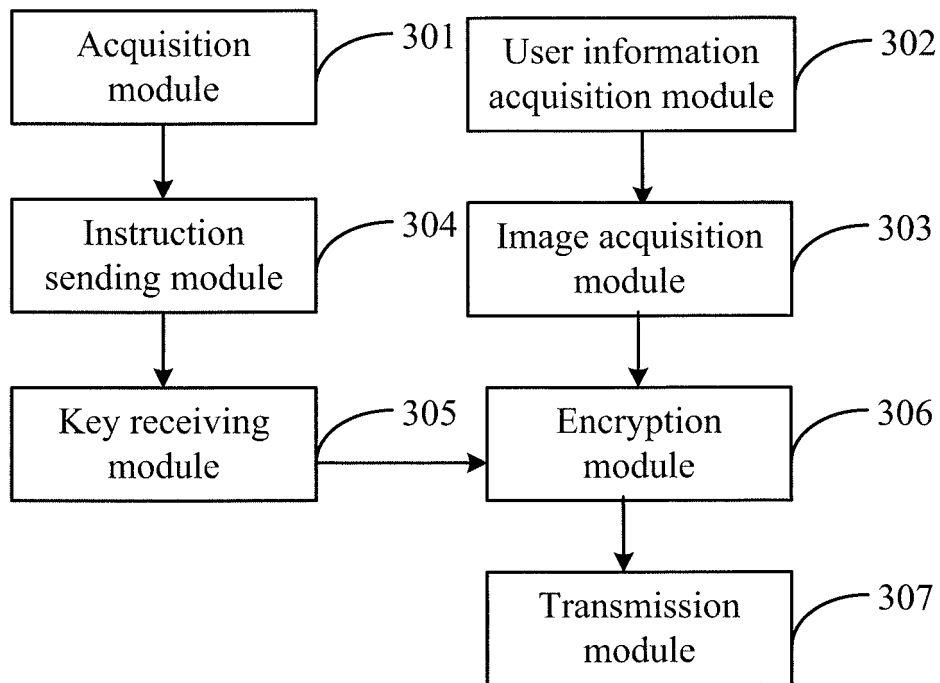 Acquisition
module
301
User information
acquisition module
302
Instruction
sending module
304
Image acquisition
module
303
Key receiving
module
305
Encryption
module
306
Transmission
module
307